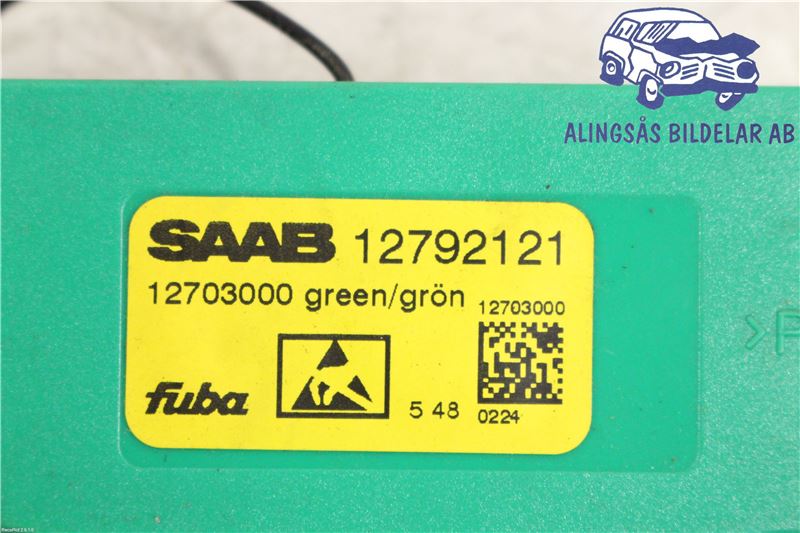 ALINGSÅS BILDELAR AB
SAAB 12792121
12703000 green/grön
12703000
fuba
5 48
0224
>P